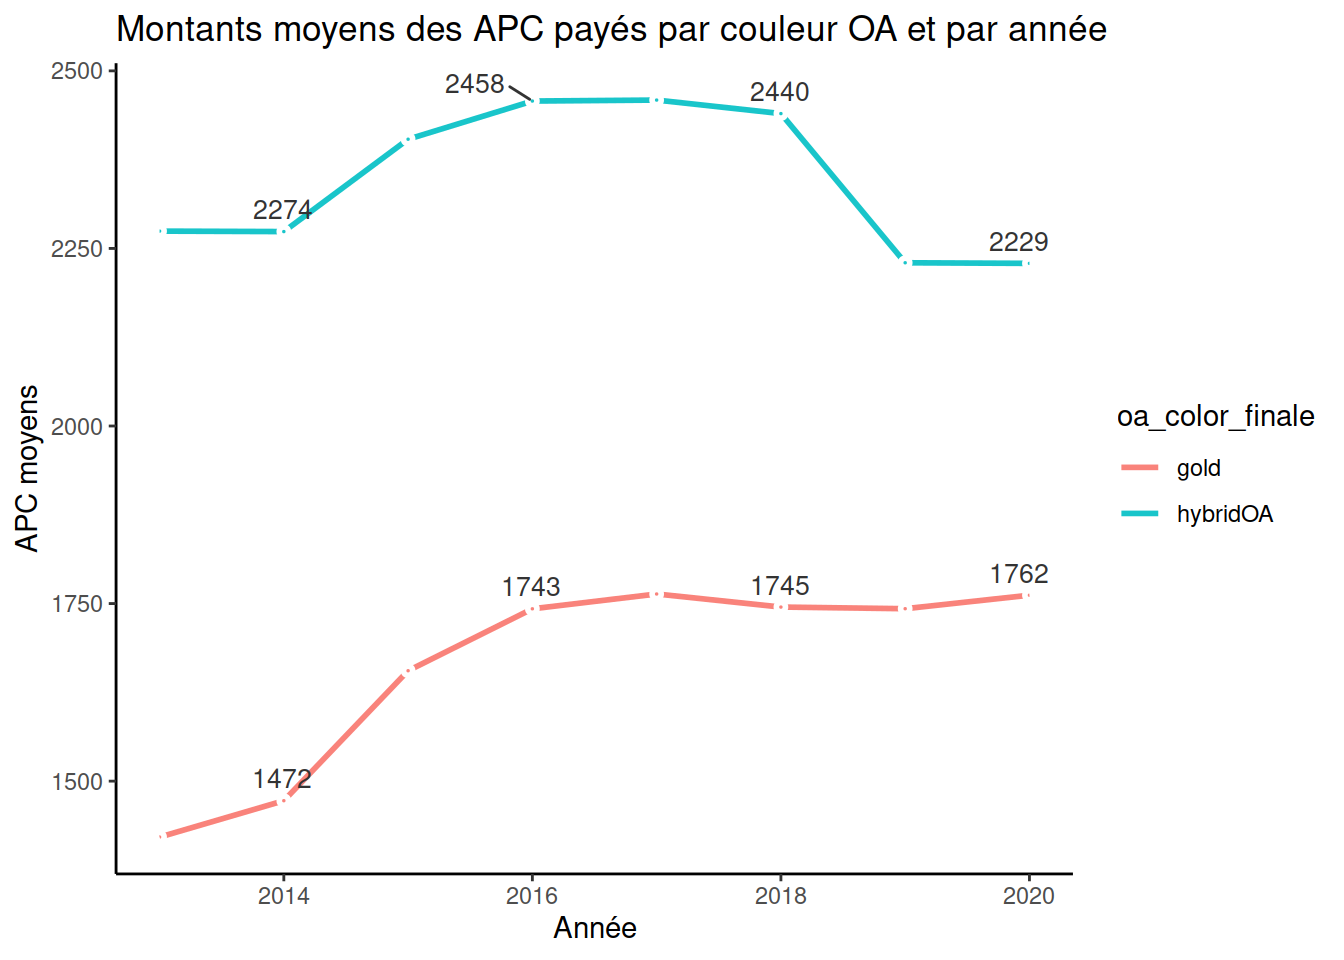 Montants moyens des APC payés par couleur OA et par année
2500
2250
2000
1750
1500
APC moyens
2458
2440
2274
2229
1743
1745
1762
1472
2014
2016
2018
2020
Année
oa_color_finale
gold
hybridOA